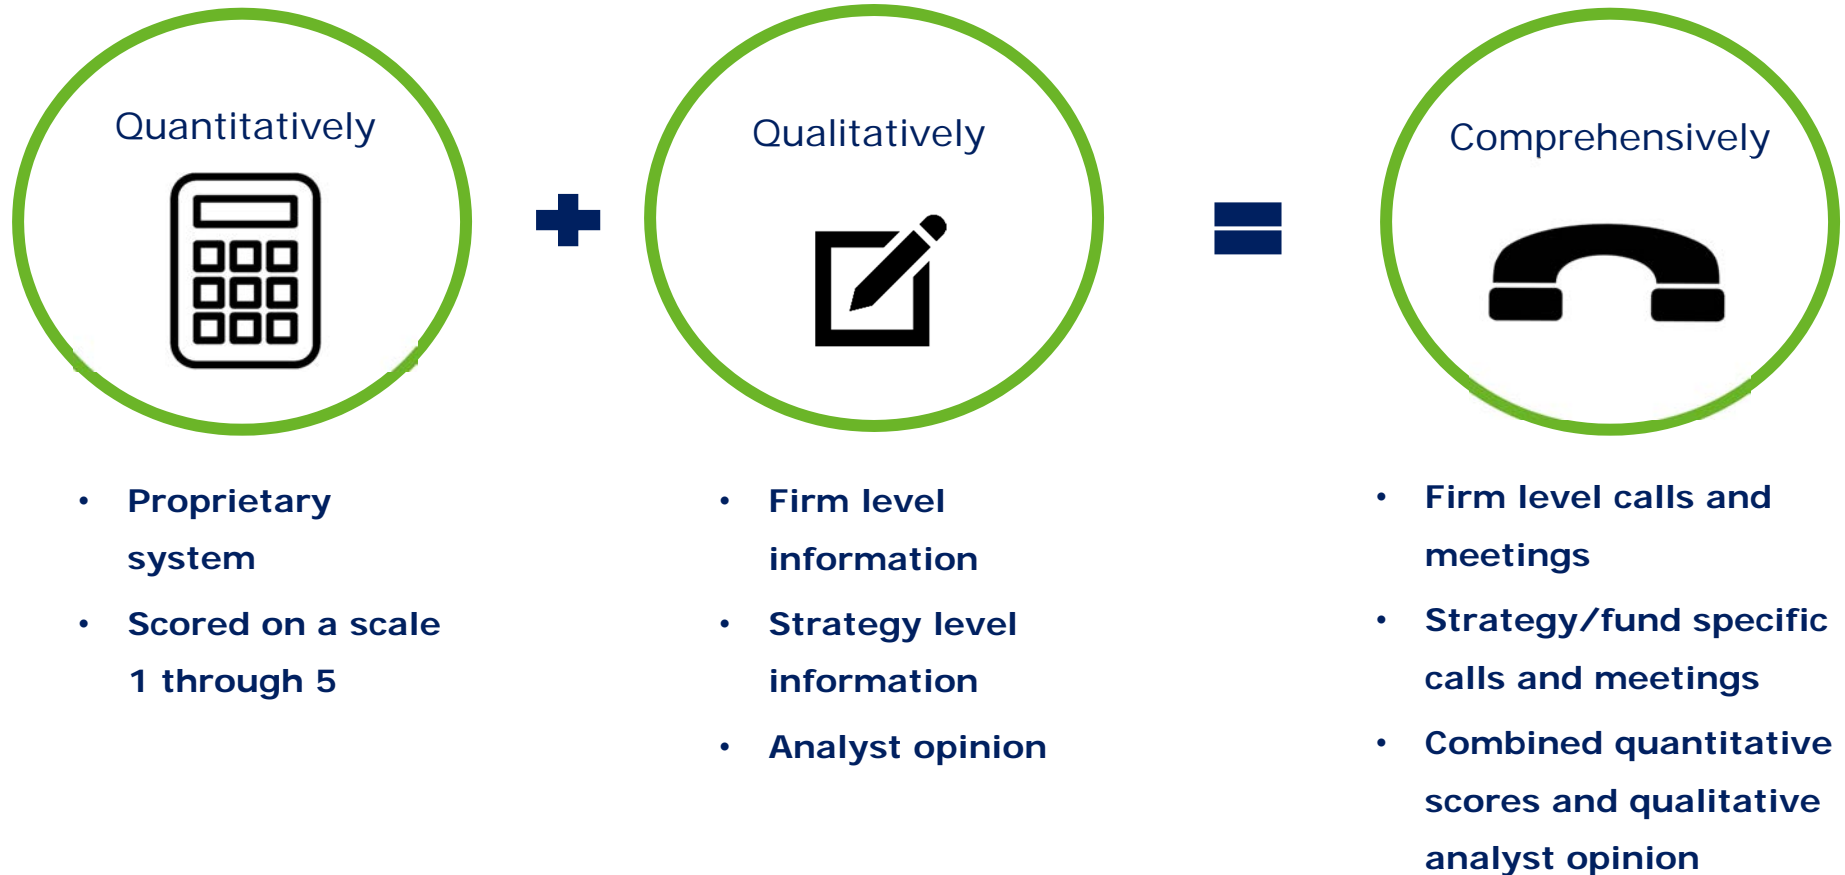 Quantitatively
Qualitatively
Comprehensively
• Proprietary
system
• Scored on a scale
1 through 5
• Firm level
information
• Strategy level
information
• Analyst opinion
• Firm level calls and
meetings
• Strategy/fund specific
calls and meetings
• Combined quantitative
scores and qualitative
analyst opinion